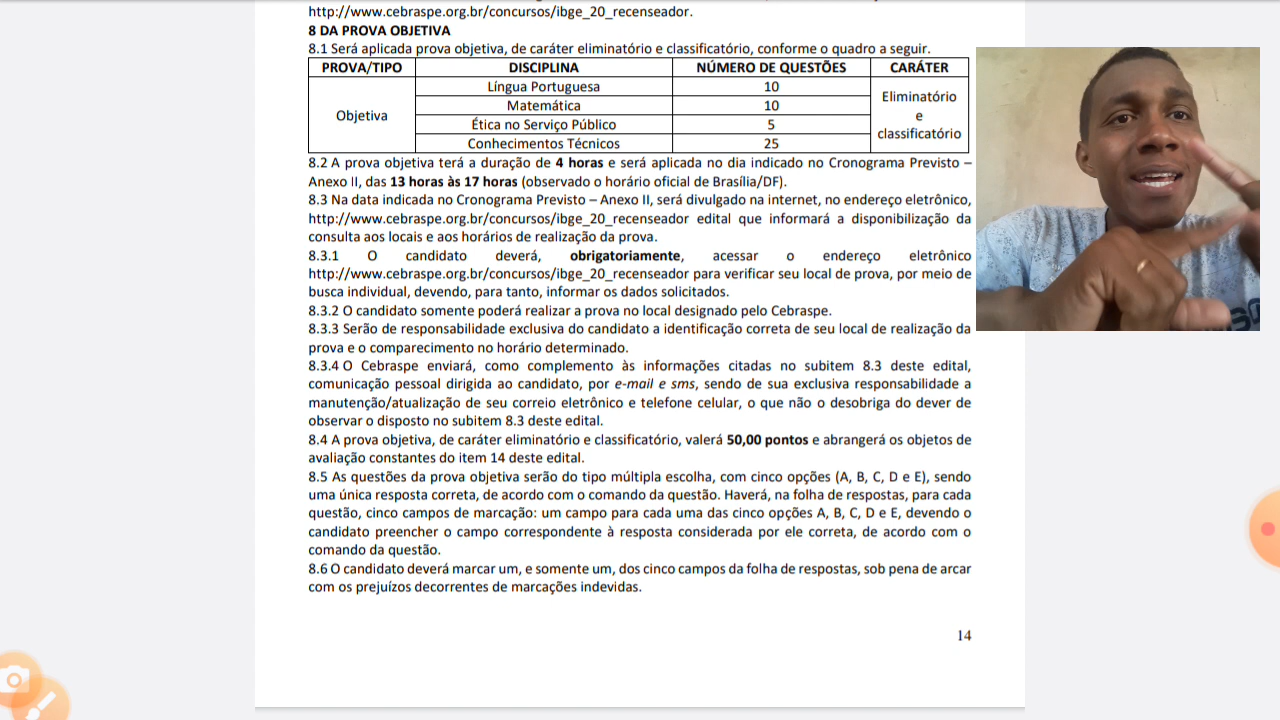 http://www.cebraspe.org.br/concursos/ibge_20_recenseador.
8 DA PROVA OBJETIVA
8.1 Será aplicada prova objetiva, de caráter eliminatório e classificatório, conforme o quadro a seguir.
PROVA/TIPO DISCIPLINA NÚMERO DE QUESTÕES CARÁTER
Objetiva
Língua Portuguesa 10
Matemática 10
Ética no Serviço Público 5
Conhecimentos Técnicos 25
Eliminatório
e
classificatório
8.2 A prova objetiva terá a duração de 4 horas e será aplicada no dia indicado no Cronograma Previsto –
Anexo II, das 13 horas às 17 horas (observado o horário oficial de Brasília/DF).
8.3 Na data indicada no Cronograma Previsto – Anexo II, será divulgado na internet, no endereço eletrônico,
http://www.cebraspe.org.br/concursos/ibge_20_recenseador edital que informará a disponibilização da
consulta aos locais e aos horários de realização da prova.
8.3.1 O candidato deverá, obrigatoriamente, acessar o endereço eletrônico
http://www.cebraspe.org.br/concursos/ibge_20_recenseador para verificar seu local de prova, por meio de
busca individual, devendo, para tanto, informar os dados solicitados.
8.3.2 O candidato somente poderá realizar a prova no local designado pelo Cebraspe.
8.3.3 Serão de responsabilidade exclusiva do candidato a identificação correta de seu local de realização da
prova e o comparecimento no horário determinado.
8.3.4 O Cebraspe enviará, como complemento às informações citadas no subitem 8.3 deste edital,
comunicação pessoal dirigida ao candidato, por e-mail e sms, sendo de sua exclusiva responsabilidade a
manutenção/atualização de seu correio eletrônico e telefone celular, o que não o desobriga do dever de
observar o disposto no subitem 8.3 deste edital.
8.4 A prova objetiva, de caráter eliminatório e classificatório, valerá 50,00 pontos e abrangerá os objetos de
avaliação constantes do item 14 deste edital.
8.5 As questões da prova objetiva serão do tipo múltipla escolha, com cinco opções (A, B, C, D e E), sendo
uma única resposta correta, de acordo com o comando da questão. Haverá, na folha de respostas, para cada
questão, cinco campos de marcação: um campo para cada uma das cinco opções A, B, C, D e E, devendo o
candidato preencher o campo correspondente à resposta considerada por ele correta, de acordo com o
comando da questão.
8.6 O candidato deverá marcar um, e somente um, dos cinco campos da folha de respostas, sob pena de arcar
com os prejuízos decorrentes de marcações indevidas.
14